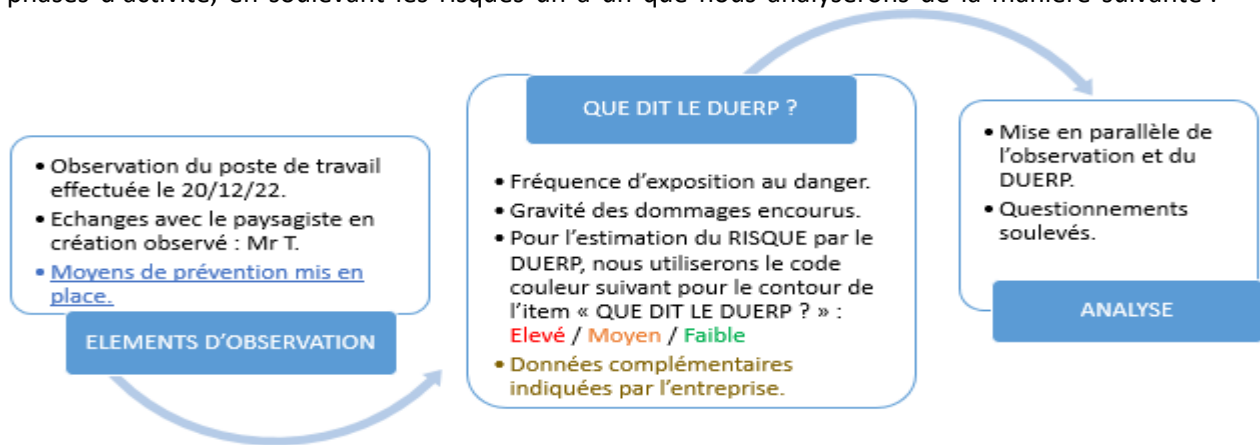 phases d'activité, en soulevant les risques un à un que nous analyserons de la manière suivante :
• Observation du poste de travail
effectuée le 20/12/22.
• Echanges avec le paysagiste en
création observé : Mr T.
• Moyens de prévention mis en
place.
ELEMENTS D'OBSERVATION
QUE DIT LE DUERP ?
• Fréquence d'exposition au danger.
• Gravité des dommages encourus.
• Pour l'estimation du RISQUE par le
DUERP, nous utiliserons le code
couleur suivant pour le contour de
l'item « QUE DIT LE DUERP ? » :
Elevé / Moyen / Faible
• Données complémentaires
indiquées par l'entreprise.
• Mise en parallèle de
l'observation et du
DUERP.
• Questionnements
soulevés.
ANALYSE